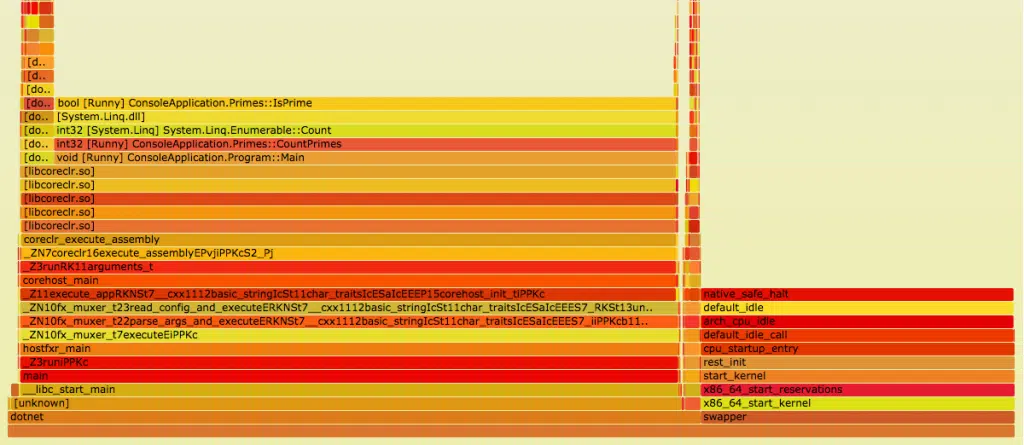 [d..
[d..
[do..
[do.. bool [Runny] ConsoleApplication.Primes::IsPrime
[do.. [System.Linq.dll]
[do.. int32 [System.Linq] System.Linq.Enumerable::Count
[do.. int32 [Runny] ConsoleApplication.Primes::CountPrimes
[do.. void [Runny] ConsoleApplication.Program::Main
[libcoreclr.so]
[libcoreclr.so]
[libcoreclr.so]
[libcoreclr.so]
[libcoreclr.so]
coreclr_execute_assembly
_ZN7coreclr16execute_assemblyEPvjiPPKcS2_Pj
_Z3runRK11arguments_t
corehost_main
_Z11execute_appRKNSt7__cxx1112basic_stringIcSt11char_traitsIcESaIcEEEP15corehost_init_tiPPKc native_safe_halt
_ZN10fx_muxer_t23read_config_and_executeERKNSt7__cxx1112basic_stringIcSt11char_traitsIcESaIcEEES7_RKSt13un.. default_idle
_ZN10fx_muxer_t22parse_args_and_executeERKNSt7__cxx1112basic_stringIcSt11char_traitsIcESaIcEEES7_iiPPKcb11.. arch_cpu_idle
_ZN10fx_muxer_t7executeEiPPKc default_idle_call
hostfxr_main cpu_startup_entry
_Z3runiPPKc rest_init
main start_kernel
__libc_start_main x86_64_start_reservations
[unknown] x86_64_start_kernel
dotnet swapper